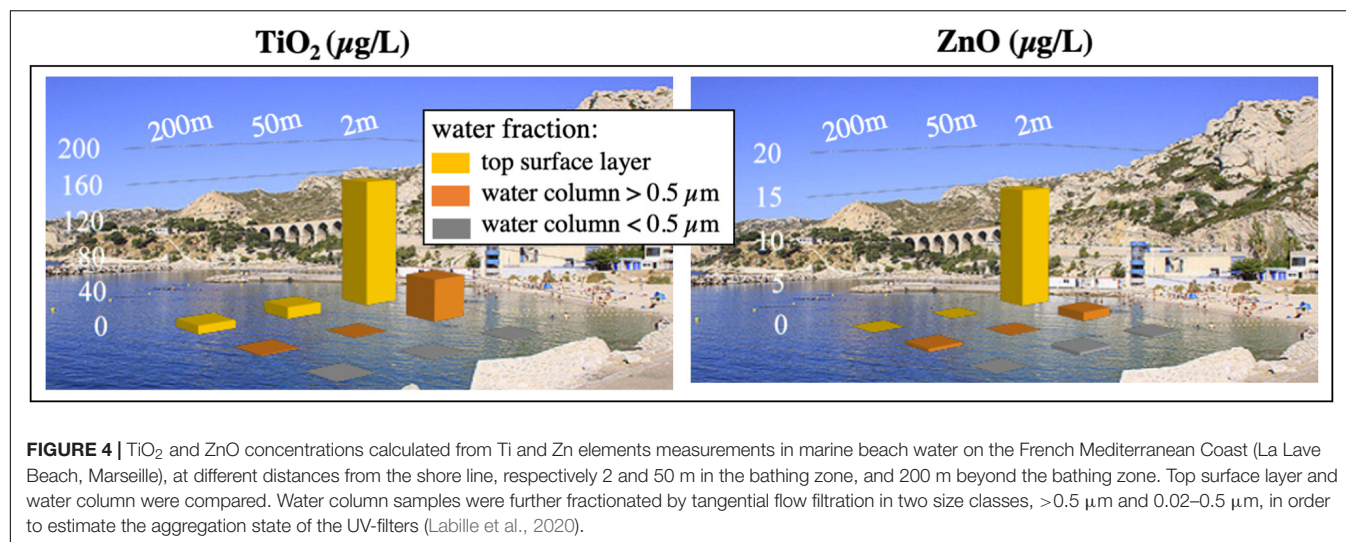 TiO₂ (µg/L)
ZnO (µg/L)
200m 50m 2m
200
160
120
80
40
0
water fraction:
top surface layer
water column > 0.5 µm
water column < 0.5 µm
200m 50m 2m
20
15
10
5
0
FIGURE 4 | TiO₂ and ZnO concentrations calculated from Ti and Zn elements measurements in marine beach water on the French Mediterranean Coast (La Lave
Beach, Marseille), at different distances from the shore line, respectively 2 and 50 m in the bathing zone, and 200 m beyond the bathing zone. Top surface layer and
water column were compared. Water column samples were further fractionated by tangential flow filtration in two size classes, >0.5 µm and 0.02–0.5 µm, in order
to estimate the aggregation state of the UV-filters (Labille et al., 2020).